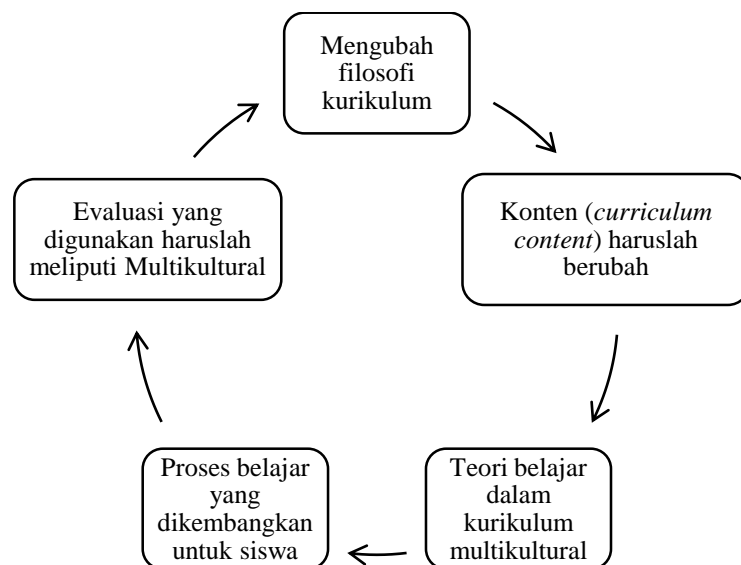 Mengubah
filosofi
kurikulum
Konten (curriculum
content) haruslah
berubah
Teori belajar
dalam
kurikulum
multikultural
Proses belajar
yang
dikembangkan
untuk siswa
Evaluasi yang
digunakan haruslah
meliputi Multikultural